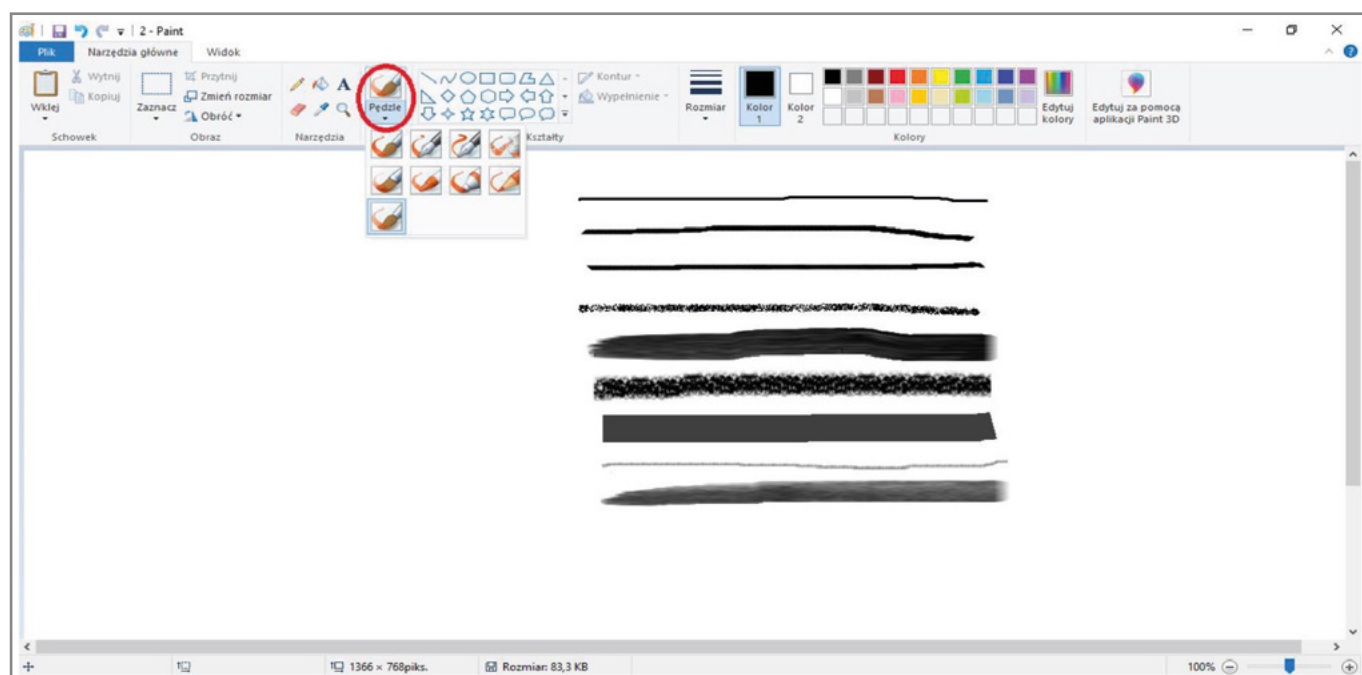 2 - Paint
Plik Narzędzia główne Widok
Wklej
Wytnij
Kopiuj
Schowek
Zaznacz
Przytnij
Zmień rozmiar
Obróć
Obraz
A
Narzędzia
Pędzle
Kontur
Wypełnienie
Kształty
Rozmiar
Kolor
1
Kolor
2
Edytuj
kolory
Kolory
Edytuj za pomocą
aplikacji Paint 3D
1366 × 768piks. Rozmiar: 83,3 KB 100%